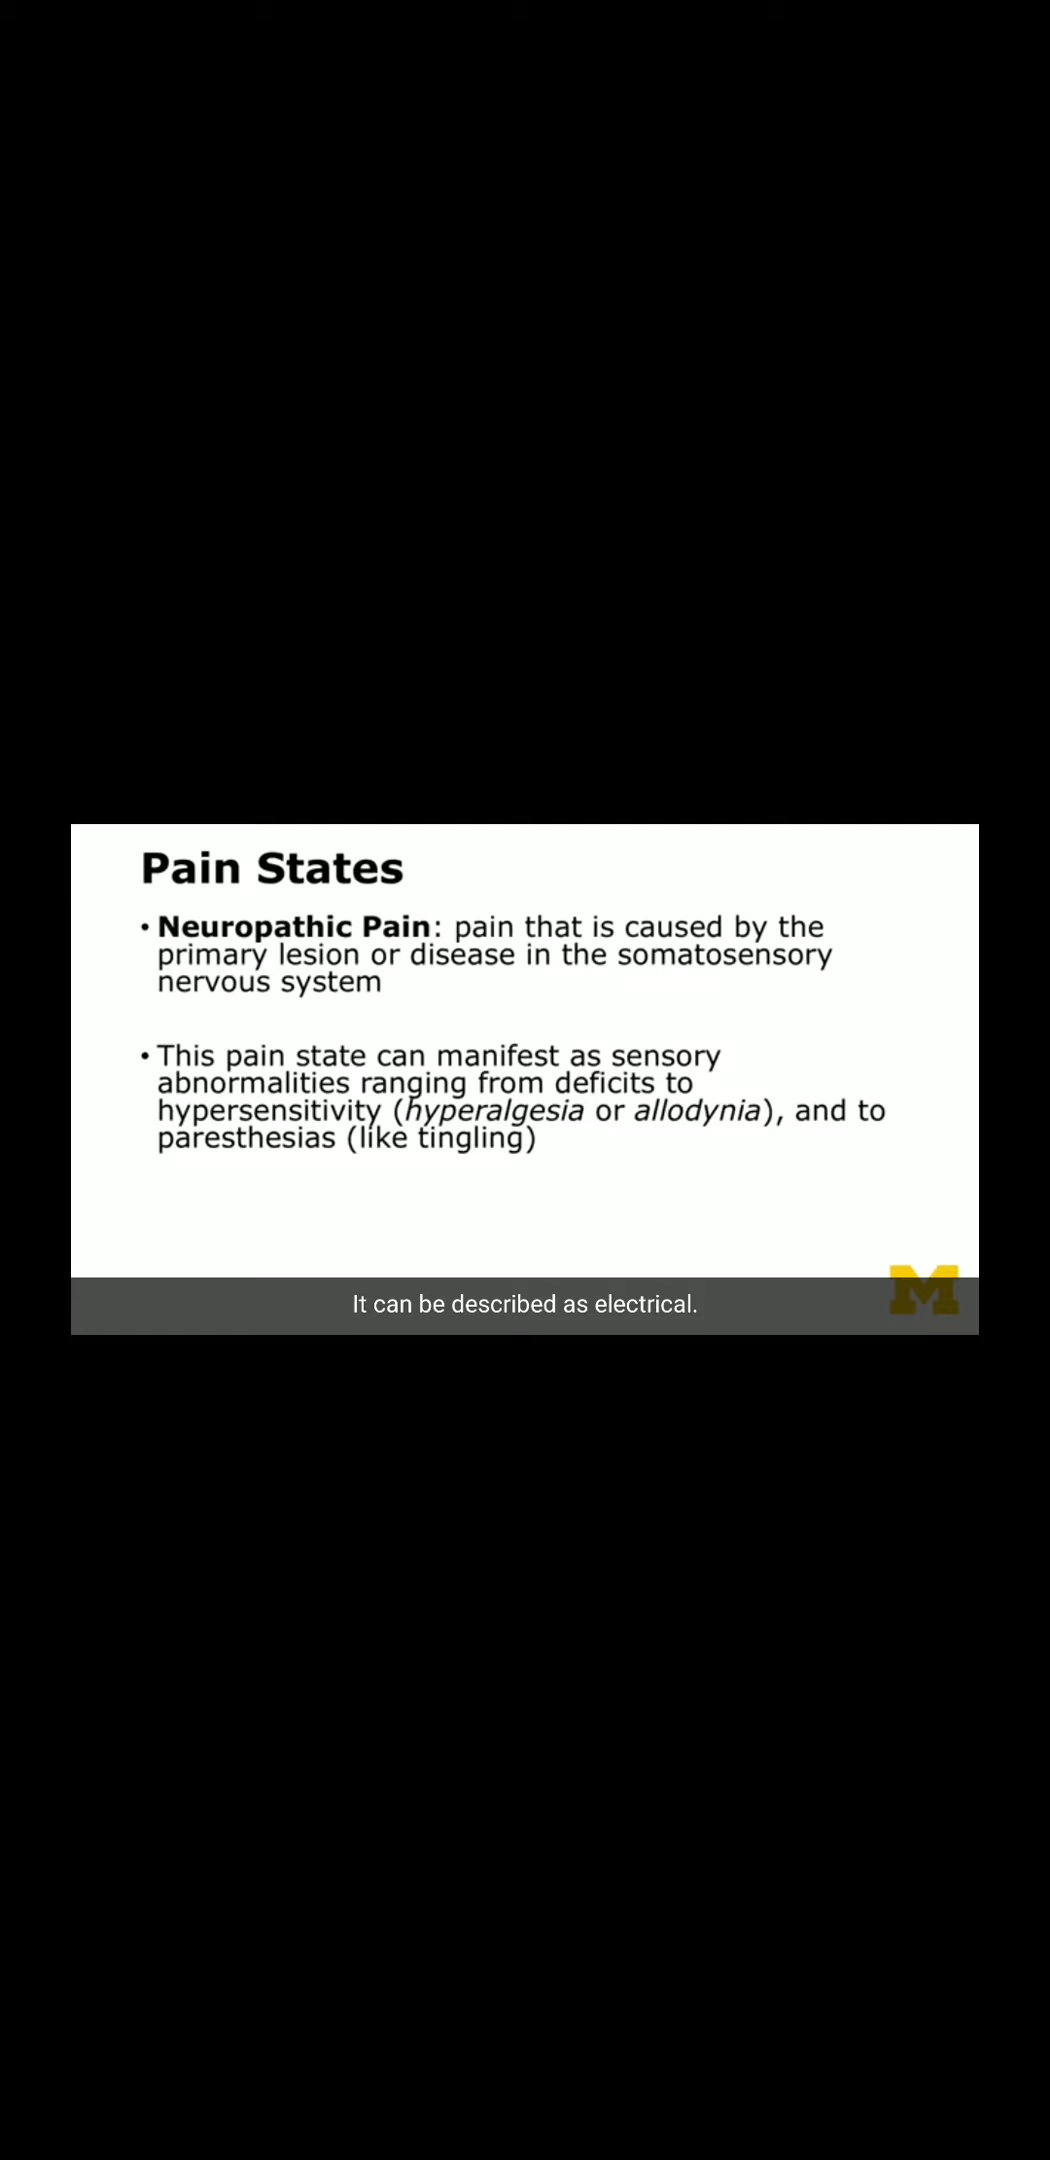 Pain States
• Neuropathic Pain: pain that is caused by the
primary lesion or disease in the somatosensory
nervous system
• This pain state can manifest as sensory
abnormalities ranging from deficits to
hypersensitivity (hyperalgesia or allodynia), and to
paresthesias (like tingling)
M
It can be described as electrical.